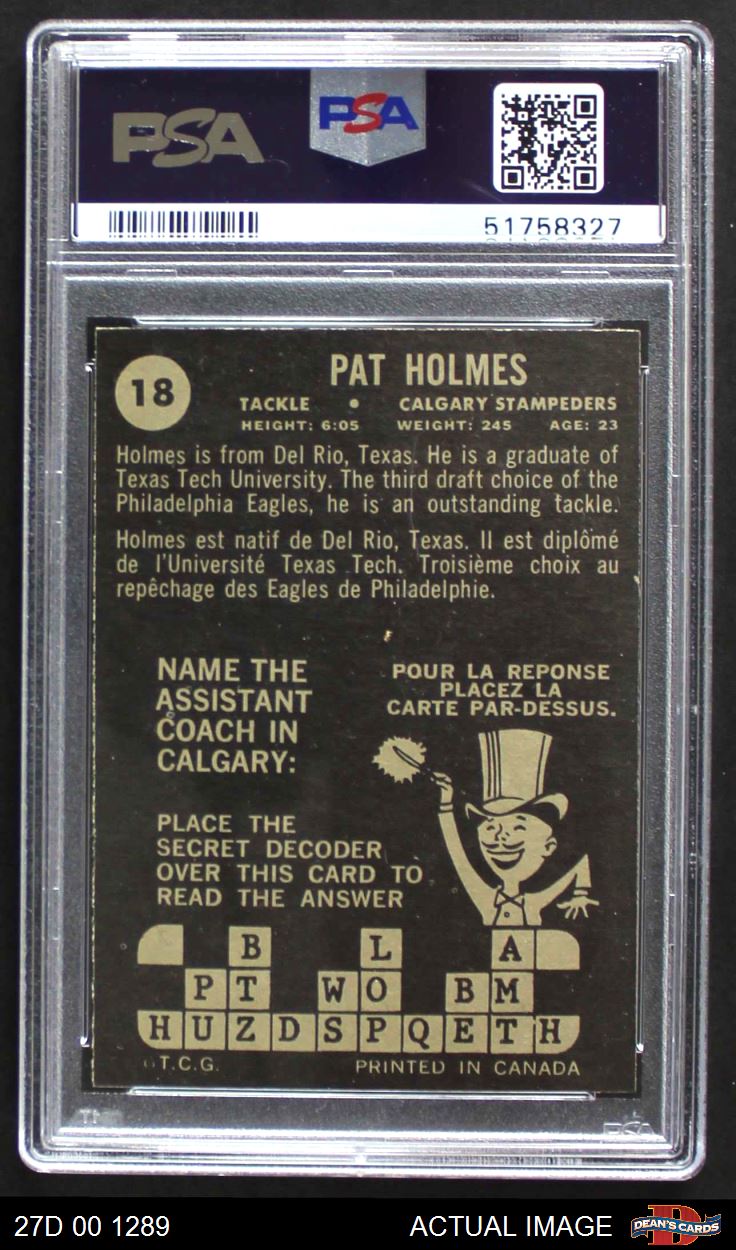 PSA
PSA
51758327
18
PAT HOLMES
TACKLE • CALGARY STAMPEDERS
HEIGHT: 6:05 WEIGHT: 245 AGE: 23
Holmes is from Del Rio, Texas. He is a graduate of
Texas Tech University. The third draft choice of the
Philadelphia Eagles, he is an outstanding tackle.
Holmes est natif de Del Rio, Texas. Il est diplômé
de l'Université Texas Tech. Troisième choix au
repêchage des Eagles de Philadelphie.
NAME THE
ASSISTANT
COACH IN
CALGARY:
POUR LA REPONSE
PLACEZ LA
CARTE PAR-DESSUS.
PLACE THE
SECRET DECODER
OVER THIS CARD TO
READ THE ANSWER
B L A
P T W O B M
H U Z D S P Q E T H
©T.C.G. PRINTED IN CANADA
PSA
27D 00 1289 ACTUAL IMAGE DEAN'S CARDS